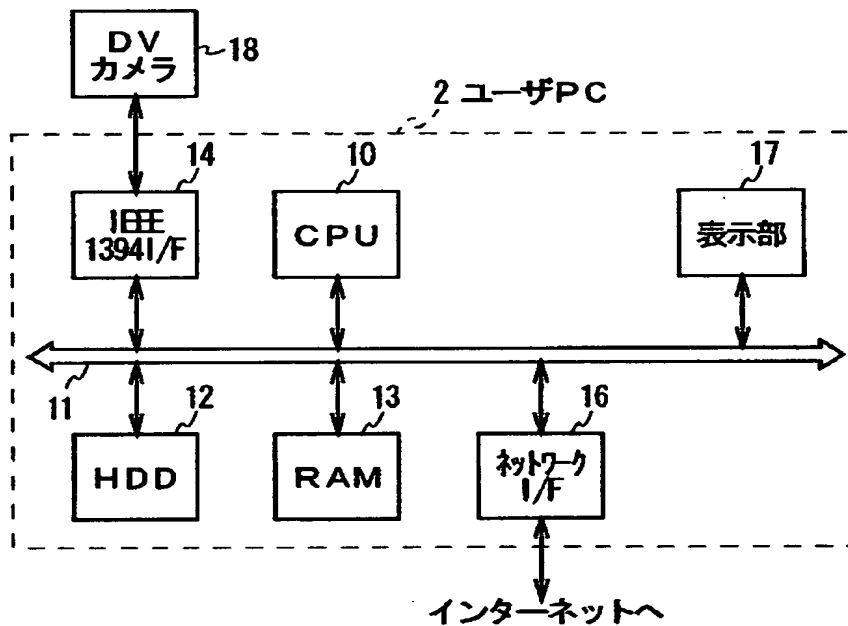 DV
カメラ
18
2 ユーザPC
14
10
17
IEEE
1394I/F
CPU
表示部
11
12
13
16
HDD
RAM
ネットワーク
I/F
インターネットへ